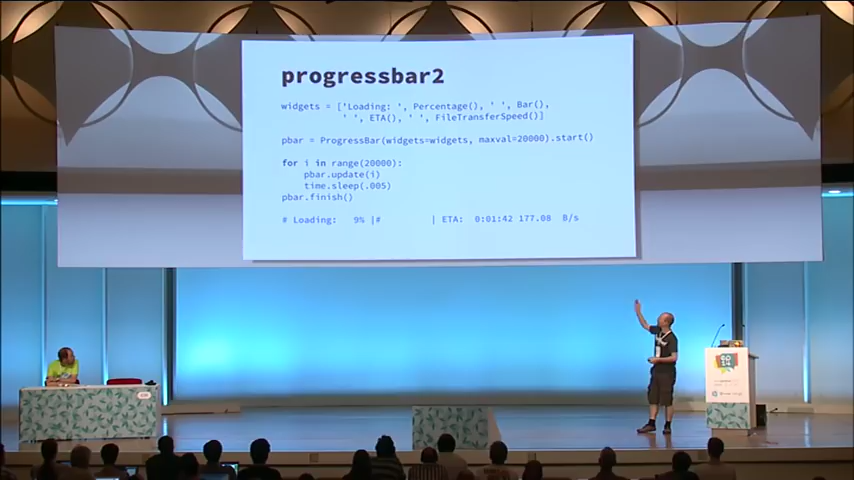 progressbar2
widgets = ['Loading: ', Percentage(), ' ', Bar(),
' ', ETA(), ' ', FileTransferSpeed()]
pbar = ProgressBar(widgets=widgets, maxval=20000).start()
for i in range(20000):
pbar.update(i)
time.sleep(.005)
pbar.finish()
# Loading:   9% |#          | ETA:  0:01:42 177.08  B/s